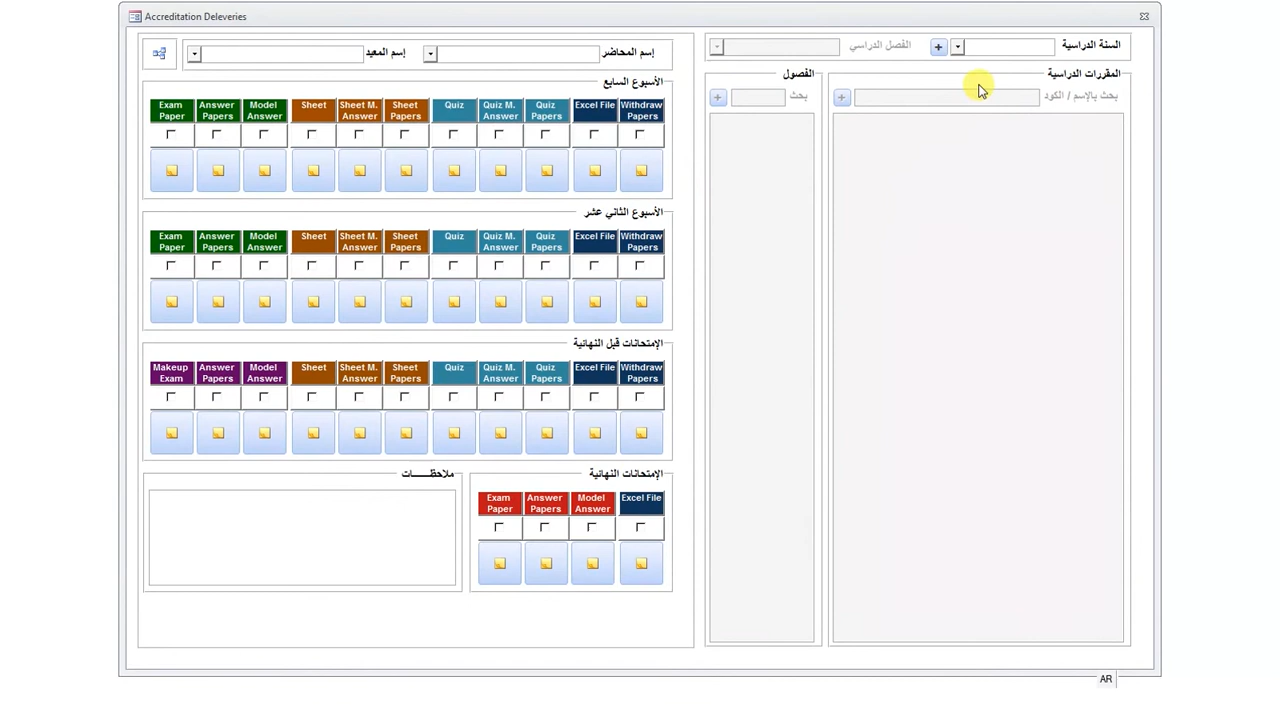 Accreditation Deleveries
السنة الدراسية
الفصل الدراسي
المقررات الدراسية
بحث بالإسم / الكود
الفصول
بحث
إسم المحاضر
إسم المعيد
الأسبوع السابع
Exam Paper Answer Papers Model Answer Sheet Sheet M. Answer Sheet Papers Quiz Quiz M. Answer Quiz Papers Excel File Withdraw Papers
الأسبوع الثاني عشر
Exam Paper Answer Papers Model Answer Sheet Sheet M. Answer Sheet Papers Quiz Quiz M. Answer Quiz Papers Excel File Withdraw Papers
الإمتحانات قبل النهائية
Makeup Exam Answer Papers Model Answer Sheet Sheet M. Answer Sheet Papers Quiz Quiz M. Answer Quiz Papers Excel File Withdraw Papers
الإمتحانات النهائية
Exam Paper Answer Papers Model Answer Excel File
ملاحظـــــــات
AR